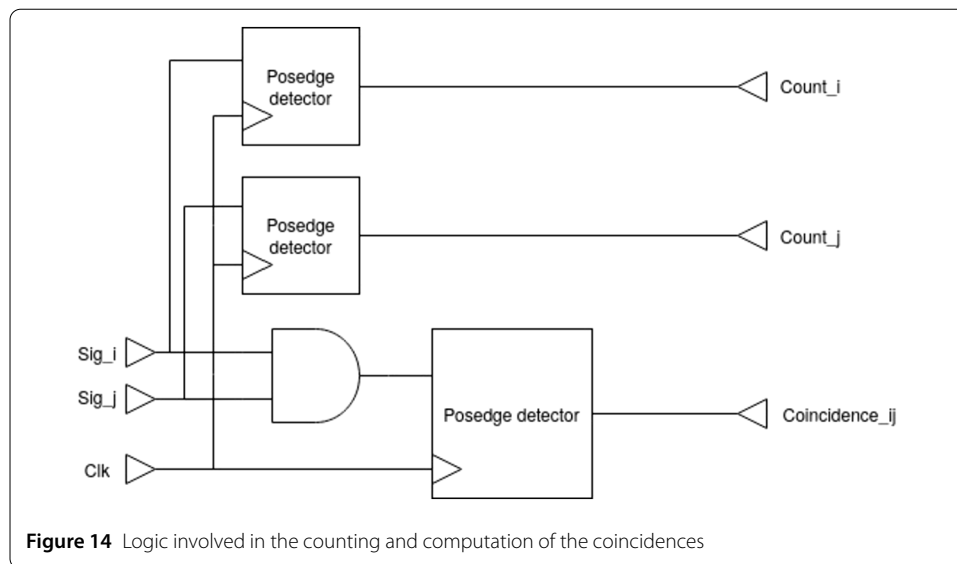 Posedge
detector
Count_i
Posedge
detector
Count_j
Sig_i
Sig_j
Posedge detector
Coincidence_ij
Clk
Figure 14 Logic involved in the counting and computation of the coincidences